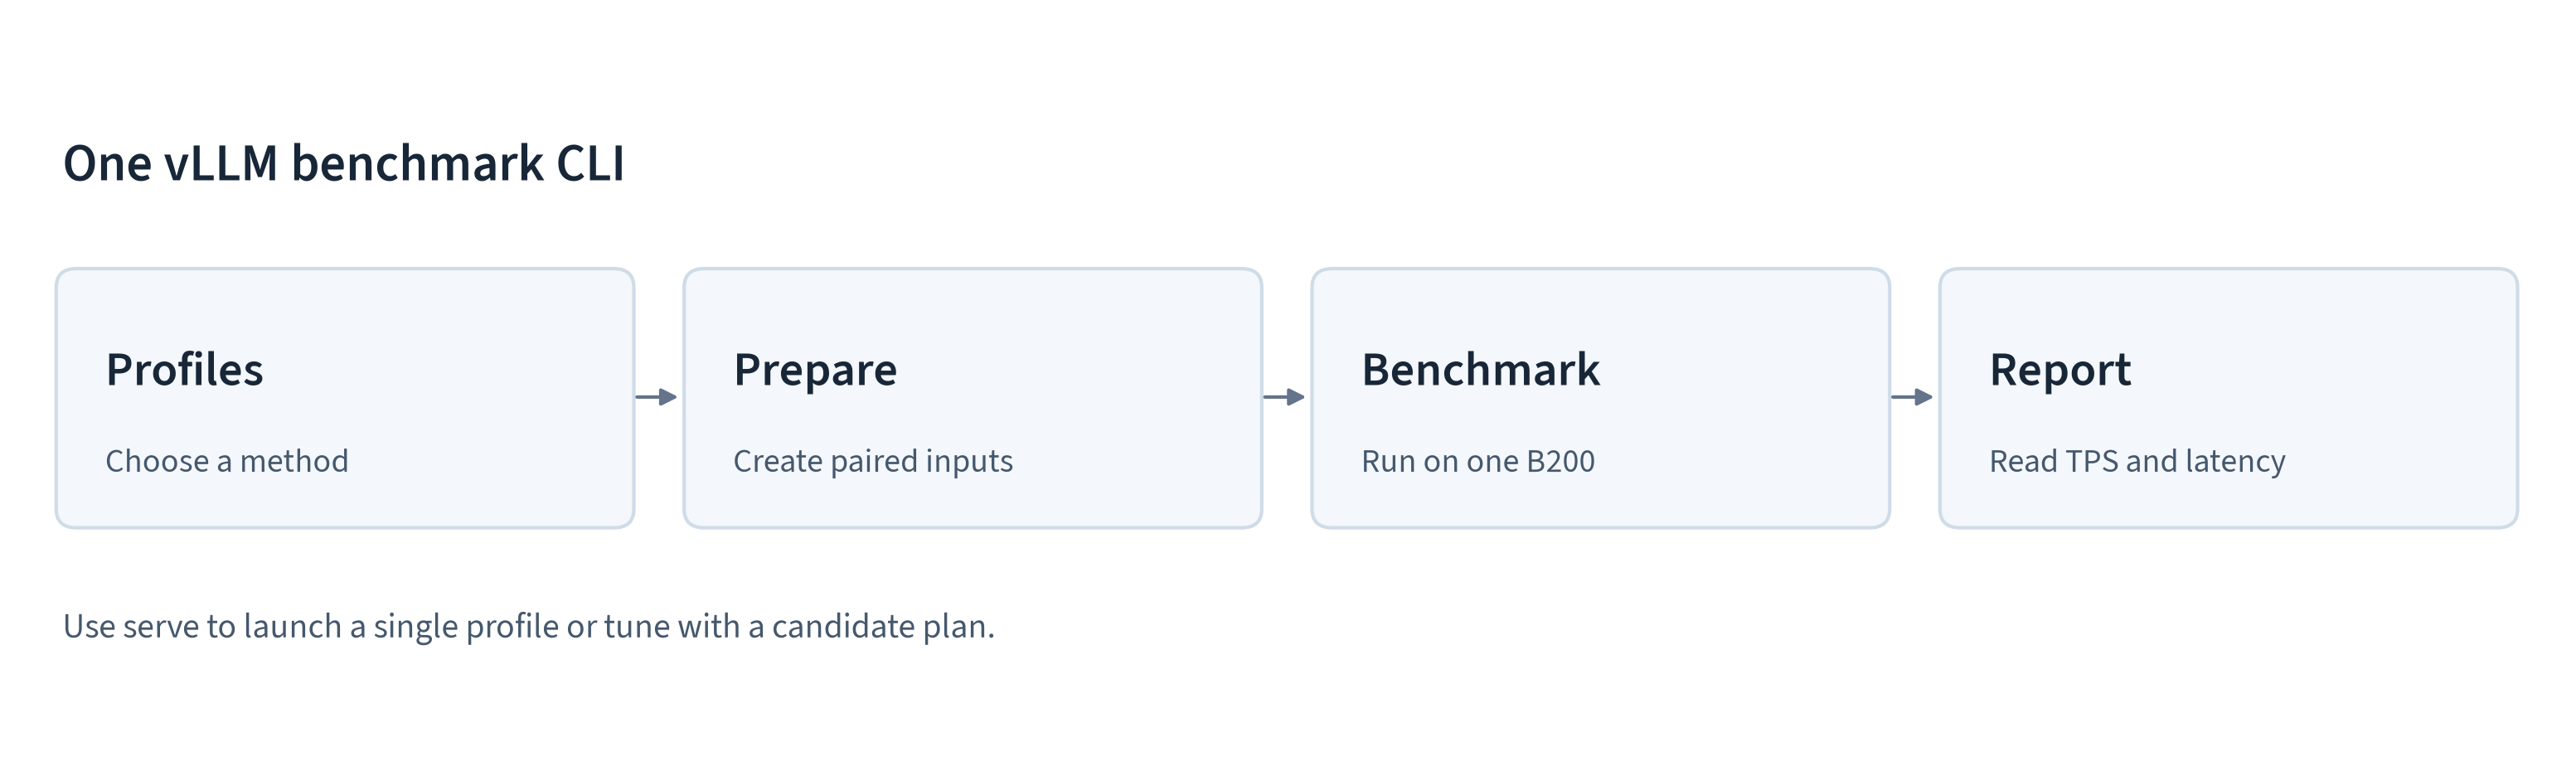 One vLLM benchmark CLI
Profiles
Choose a method
Prepare
Create paired inputs
Benchmark
Run on one B200
Report
Read TPS and latency
Use serve to launch a single profile or tune with a candidate plan.